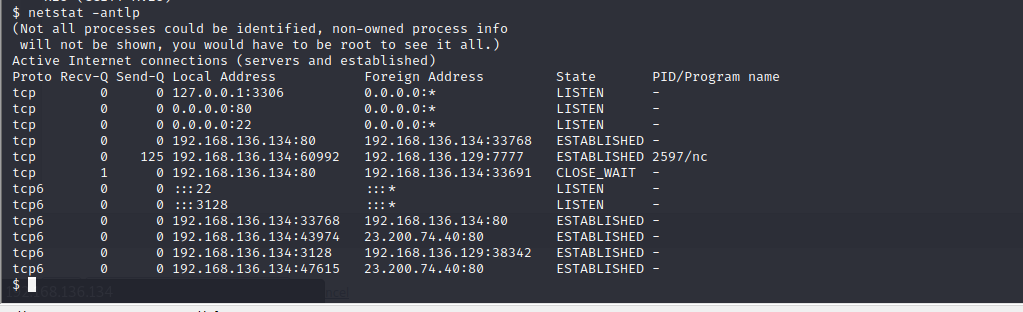 $ netstat -antlp
(Not all processes could be identified, non-owned process info
 will not be shown, you would have to be root to see it all.)
Active Internet connections (servers and established)
Proto Recv-Q Send-Q Local Address           Foreign Address         State       PID/Program name
tcp        0      0 127.0.0.1:3306          0.0.0.0:*               LISTEN      -
tcp        0      0 0.0.0.0:80              0.0.0.0:*               LISTEN      -
tcp        0      0 0.0.0.0:22              0.0.0.0:*               LISTEN      -
tcp        0      0 192.168.136.134:80      192.168.136.134:33768   ESTABLISHED -
tcp        0    125 192.168.136.134:60992   192.168.136.129:7777    ESTABLISHED 2597/nc
tcp        1      0 192.168.136.134:80      192.168.136.134:33691   CLOSE_WAIT  -
tcp6       0      0 :::22                   :::*                    LISTEN      -
tcp6       0      0 :::3128                 :::*                    LISTEN      -
tcp6       0      0 192.168.136.134:33768   192.168.136.134:80      ESTABLISHED -
tcp6       0      0 192.168.136.134:43974   23.200.74.40:80         ESTABLISHED -
tcp6       0      0 192.168.136.134:3128    192.168.136.129:38342   ESTABLISHED -
tcp6       0      0 192.168.136.134:47615   23.200.74.40:80         ESTABLISHED -
$